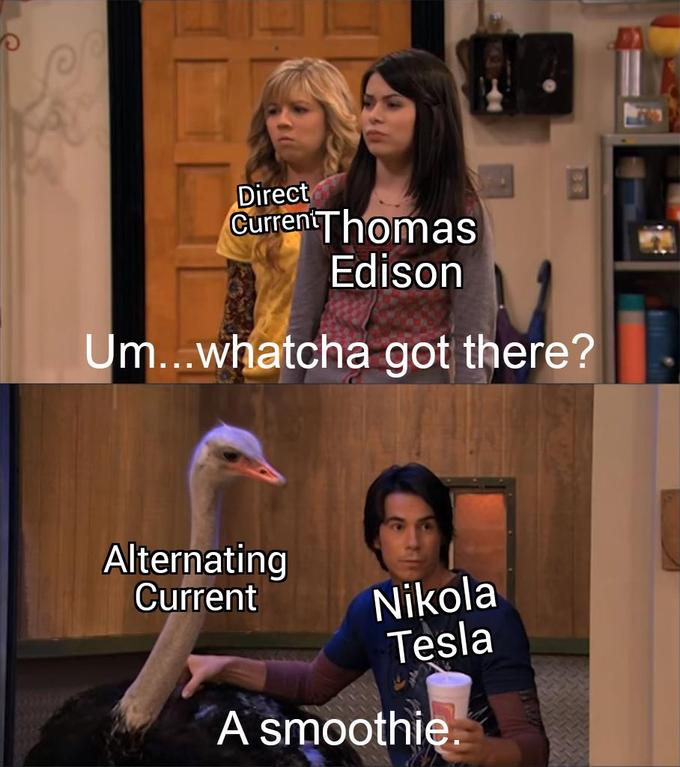 Direct
Current
Thomas
Edison
Um...whatcha got there?
Alternating
Current
Nikola
Tesla
A smoothie.